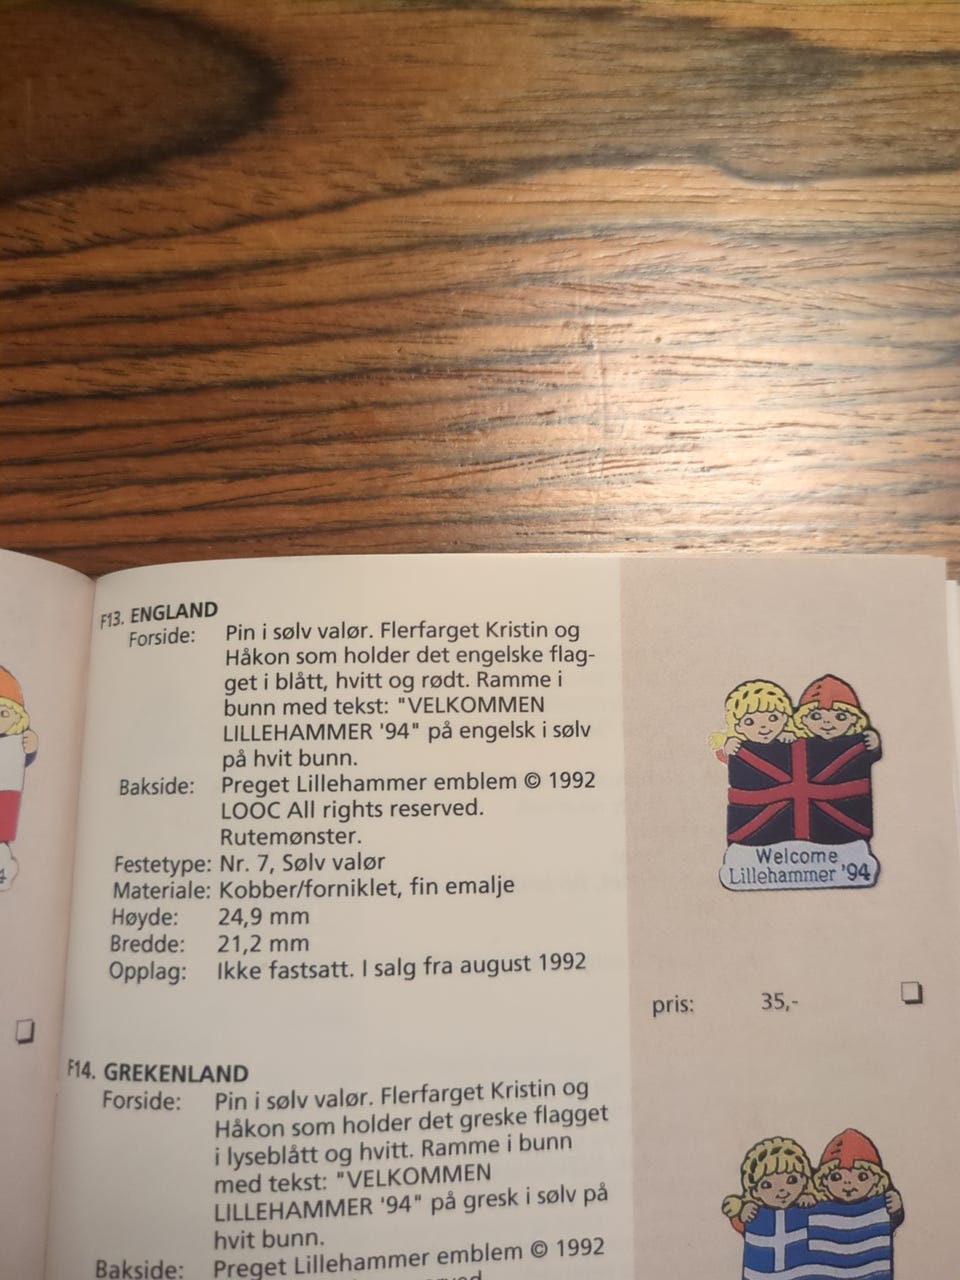 F13. ENGLAND
Forside: Pin i sølv valør. Flerfarget Kristin og
Håkon som holder det engelske flag-
get i blått, hvitt og rødt. Ramme i
bunn med tekst: "VELKOMMEN
LILLEHAMMER '94" på engelsk i sølv
på hvit bunn.
Bakside: Preget Lillehammer emblem © 1992
LOOC All rights reserved.
Rutemønster.
Festetype: Nr. 7, Sølv valør
Materiale: Kobber/forniklet, fin emalje
Høyde: 24,9 mm
Bredde: 21,2 mm
Opplag: Ikke fastsatt. I salg fra august 1992
Welcome
Lillehammer '94
pris: 35,-
F14. GREKENLAND
Forside: Pin i sølv valør. Flerfarget Kristin og
Håkon som holder det greske flagget
i lyseblått og hvitt. Ramme i bunn
med tekst: "VELKOMMEN
LILLEHAMMER '94" på gresk i sølv på
hvit bunn.
Bakside: Preget Lillehammer emblem © 1992